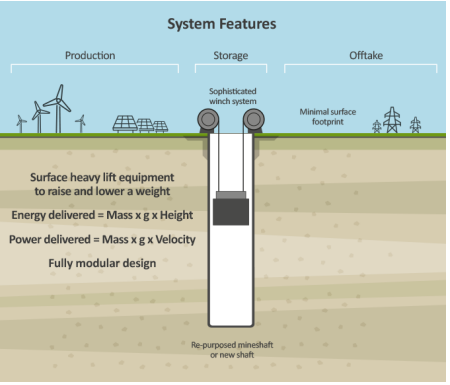 System Features
Production
Storage
Offtake
Sophisticated
winch system
Minimal surface
footprint
Surface heavy lift equipment
to raise and lower a weight
Energy delivered = Mass x g x Height
Power delivered = Mass x g x Velocity
Fully modular design
Re-purposed mineshaft
or new shaft